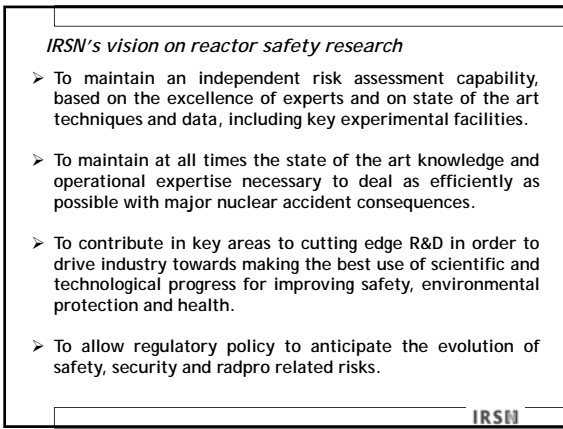 IRSN's vision on reactor safety research
➢ To maintain an independent risk assessment capability,
based on the excellence of experts and on state of the art
techniques and data, including key experimental facilities.
➢ To maintain at all times the state of the art knowledge and
operational expertise necessary to deal as efficiently as
possible with major nuclear accident consequences.
➢ To contribute in key areas to cutting edge R&D in order to
drive industry towards making the best use of scientific and
technological progress for improving safety, environmental
protection and health.
➢ To allow regulatory policy to anticipate the evolution of
safety, security and radpro related risks.
IRSN